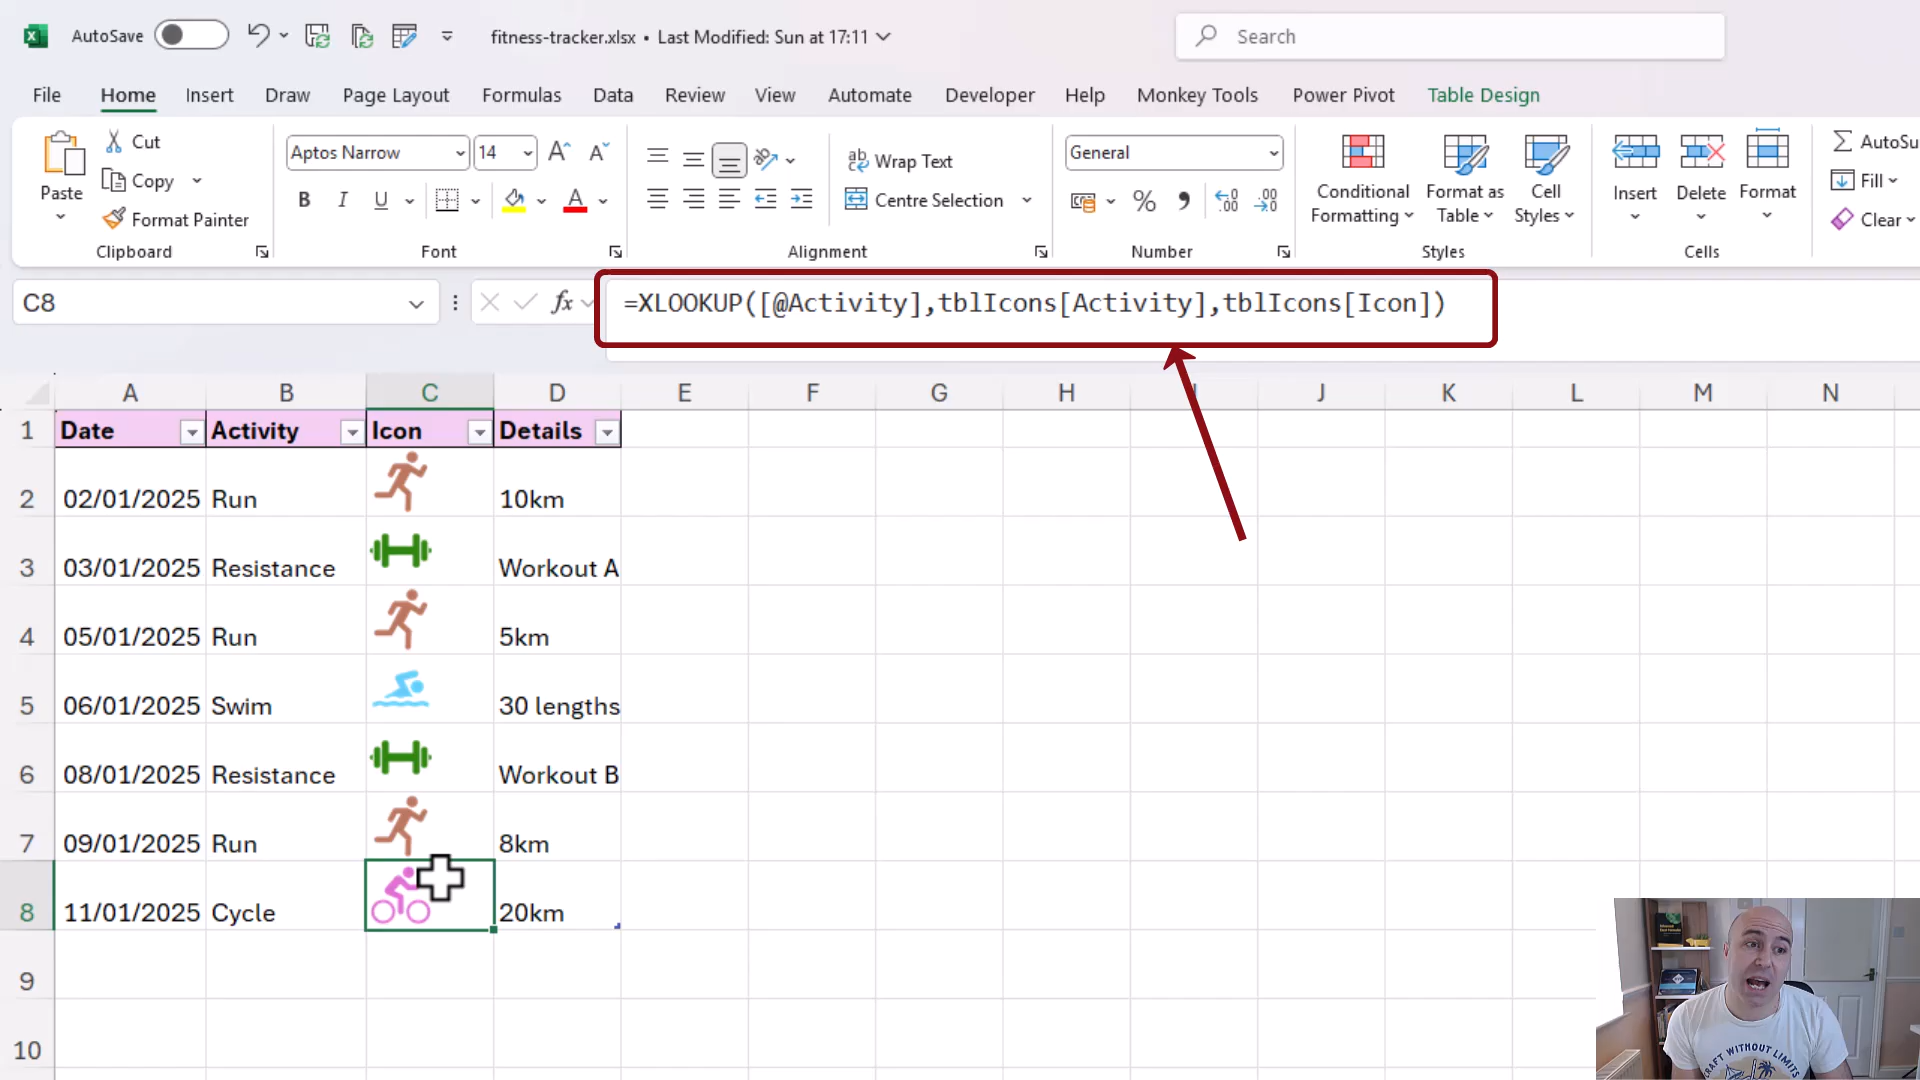 AutoSave
fitness-tracker.xlsx • Last Modified: Sun at 17:11
Search
File Home Insert Draw Page Layout Formulas Data Review View Automate Developer Help Monkey Tools Power Pivot Table Design
Paste
Cut
Copy
Format Painter
Clipboard
Aptos Narrow
14
B I U
Font
Wrap Text
Centre Selection
Alignment
General
Number
Conditional
Formatting
Format as
Table
Cell
Styles
Styles
Insert
Delete
Format
Cells
AutoSu
Fill
Clear
C8
fx
=XLOOKUP([@Activity],tblIcons[Activity],tblIcons[Icon])
A B C D E F G H I J K L M N
1 Date Activity Icon Details
2 02/01/2025 Run 10km
3 03/01/2025 Resistance Workout A
4 05/01/2025 Run 5km
5 06/01/2025 Swim 30 lengths
6 08/01/2025 Resistance Workout B
7 09/01/2025 Run 8km
8 11/01/2025 Cycle 20km
9
10
CRAFT WITHOUT LIMITS